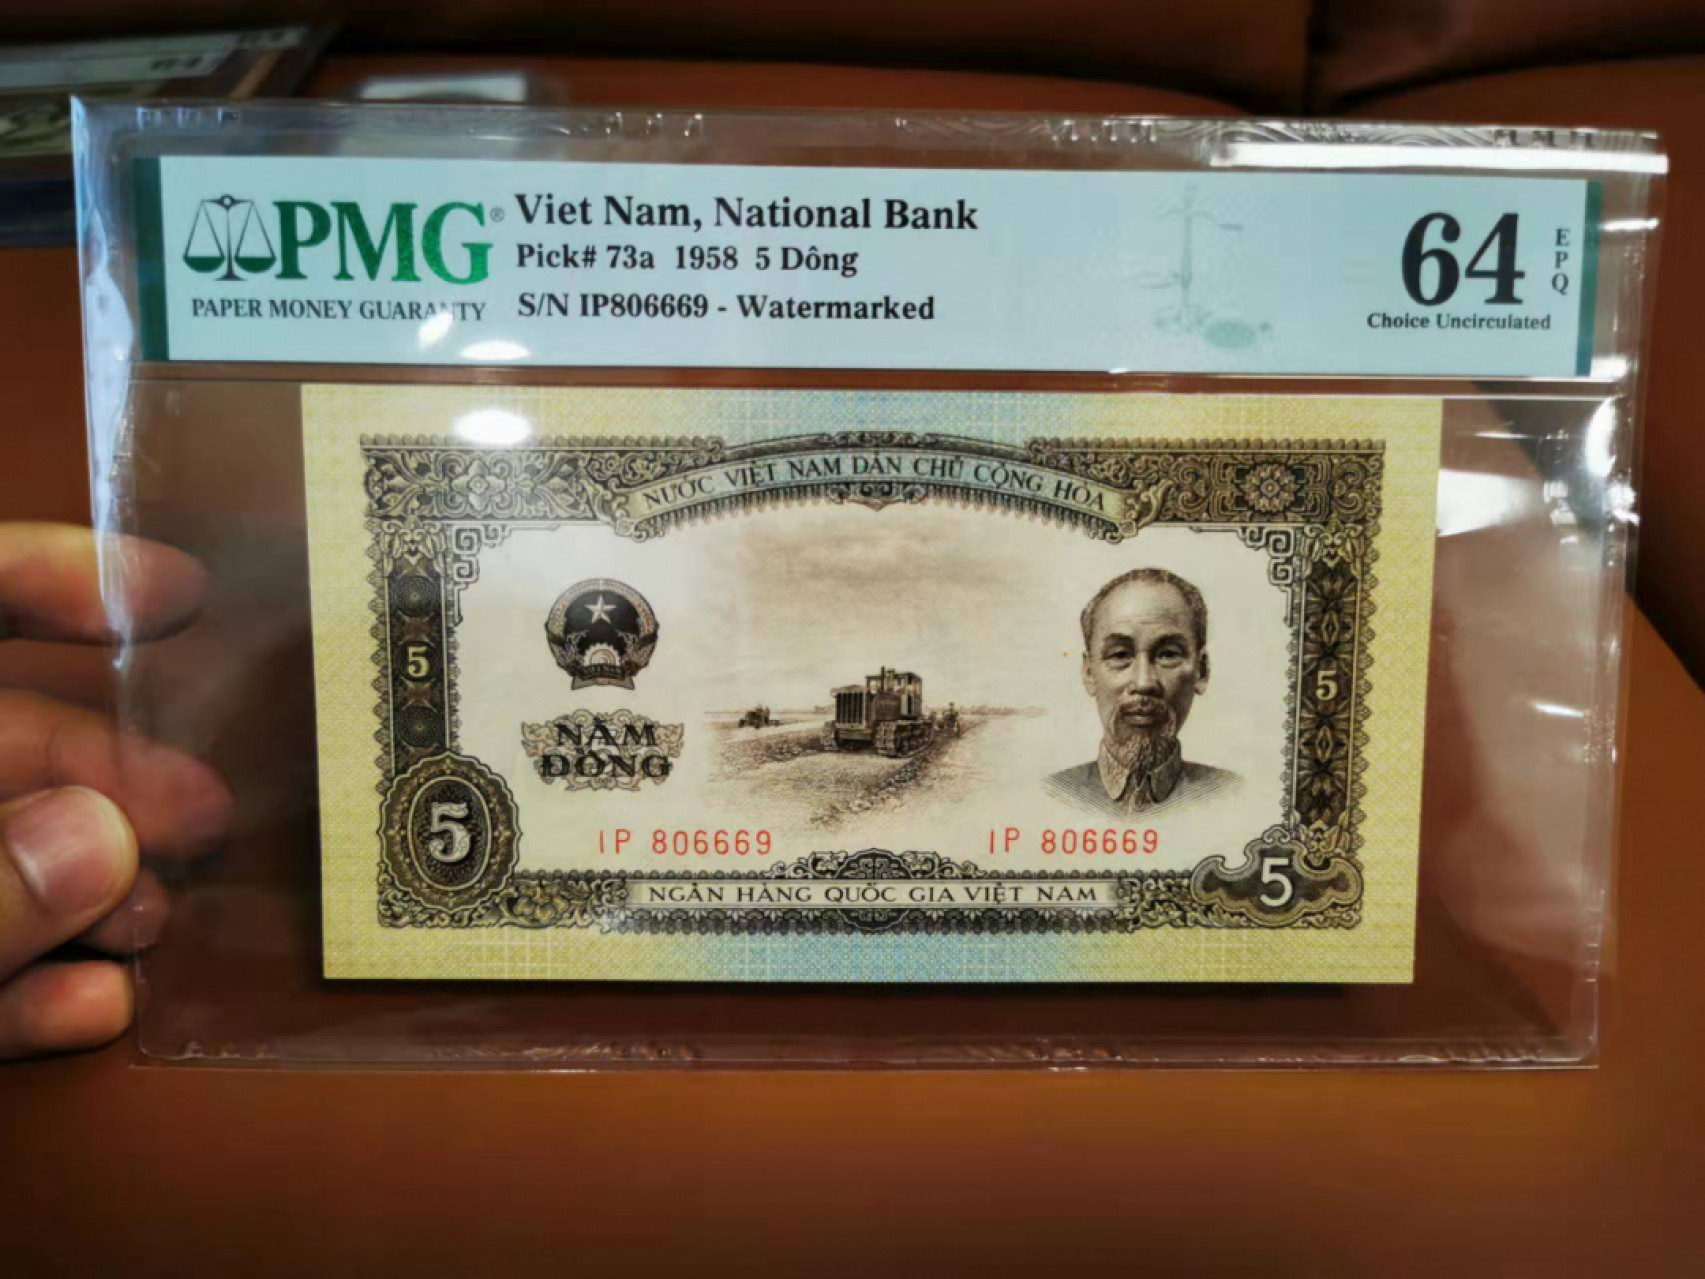 PMG®
PAPER MONEY GUARANTY
Viet Nam, National Bank
Pick# 73a 1958 5 Dông
S/N IP806669 - Watermarked
64
EPQ
Choice Uncirculated
NƯỚC VIỆT NAM DÂN CHỦ CỘNG HÒA
5
5
NĂM
ĐỒNG
5
IP 806669
IP 806669
5
NGÂN HÀNG QUỐC GIA VIỆT NAM